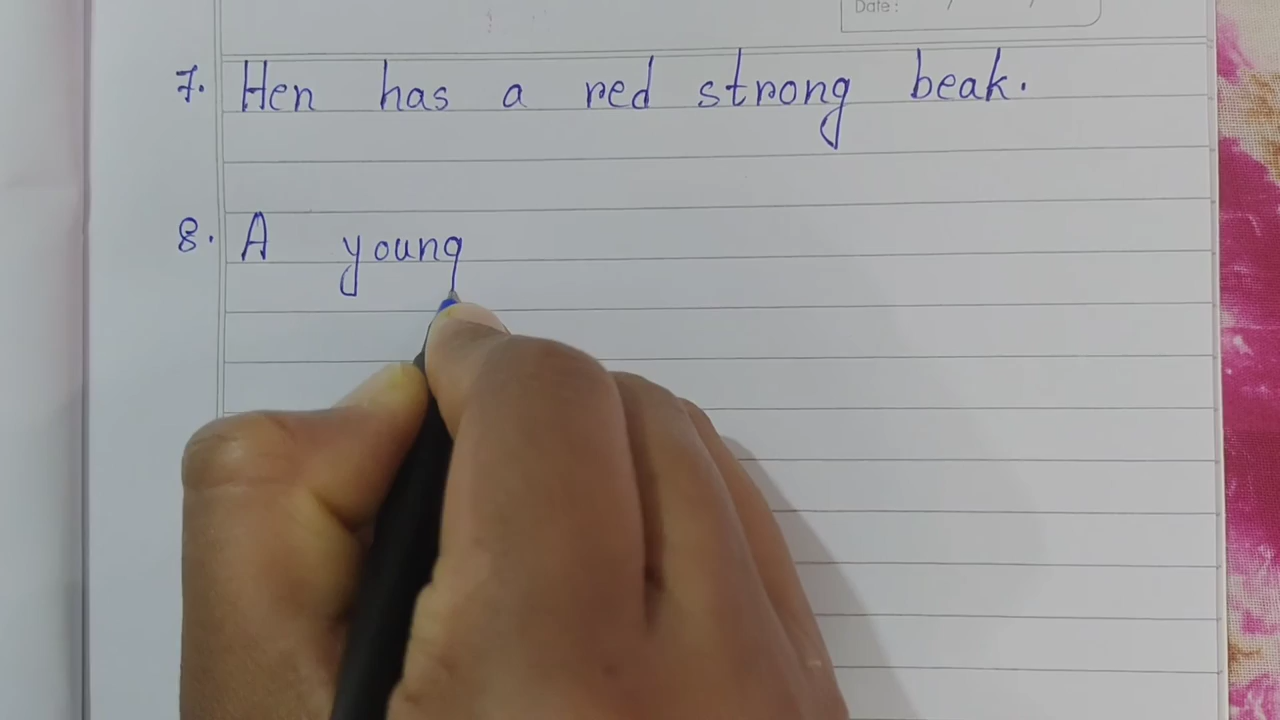 Date : / /
7. Hen has a red strong beak.
8. A young